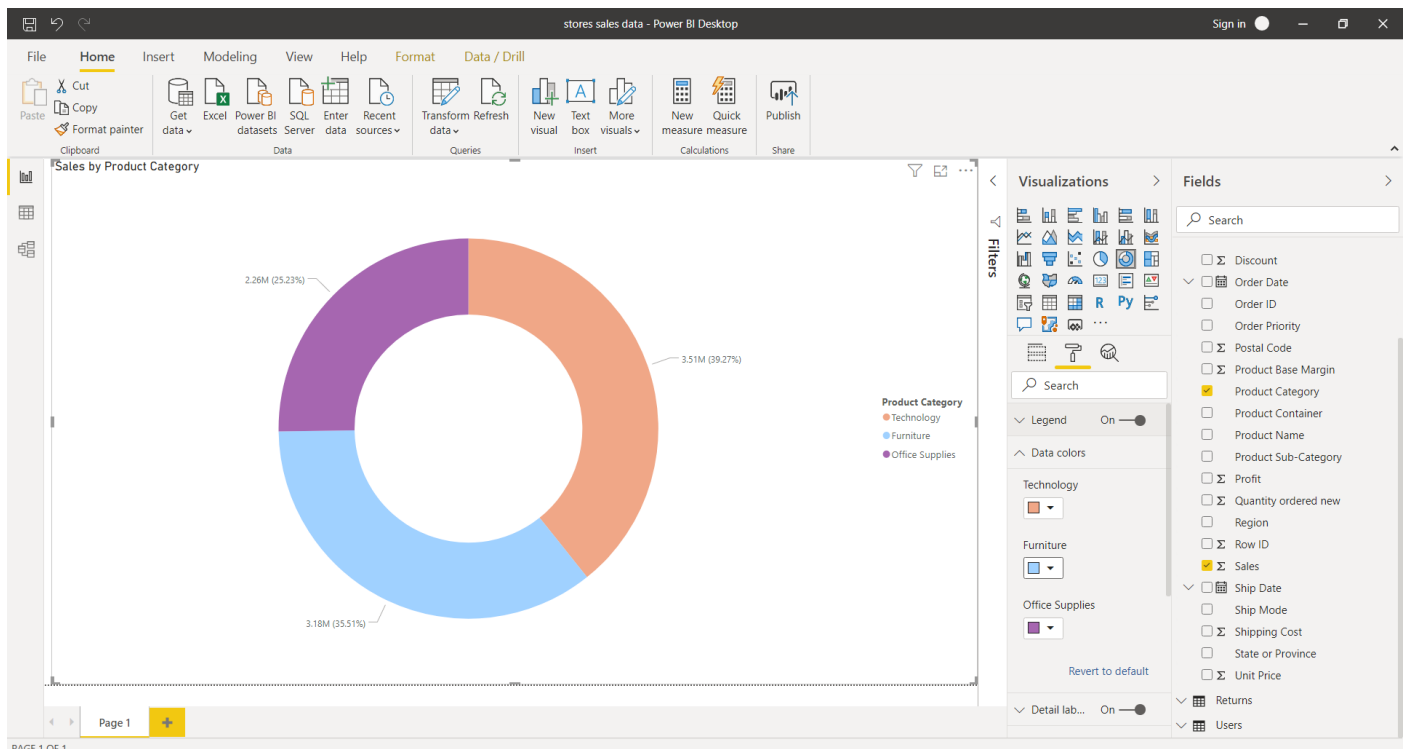 stores sales data - Power BI Desktop
Sign in
File Home Insert Modeling View Help Format Data / Drill
Paste
Cut
Copy
Format painter
Clipboard
Get data
Excel
Power BI datasets
SQL Server
Enter data
Recent sources
Data
Transform data
Refresh
Queries
New visual
Text box
More visuals
Insert
New measure
Quick measure
Calculations
Publish
Share
Sales by Product Category
2.26M (25.23%)
3.51M (39.27%)
3.18M (35.51%)
Product Category
Technology
Furniture
Office Supplies
Filters
Visualizations
123
R
Py
Search
Legend On
Data colors
Technology
Furniture
Office Supplies
Revert to default
Detail lab... On
Fields
Search
Discount
Order Date
Order ID
Order Priority
Postal Code
Product Base Margin
Product Category
Product Container
Product Name
Product Sub-Category
Profit
Quantity ordered new
Region
Row ID
Sales
Ship Date
Ship Mode
Shipping Cost
State or Province
Unit Price
Returns
Users
Page 1
PAGE 1 OF 1